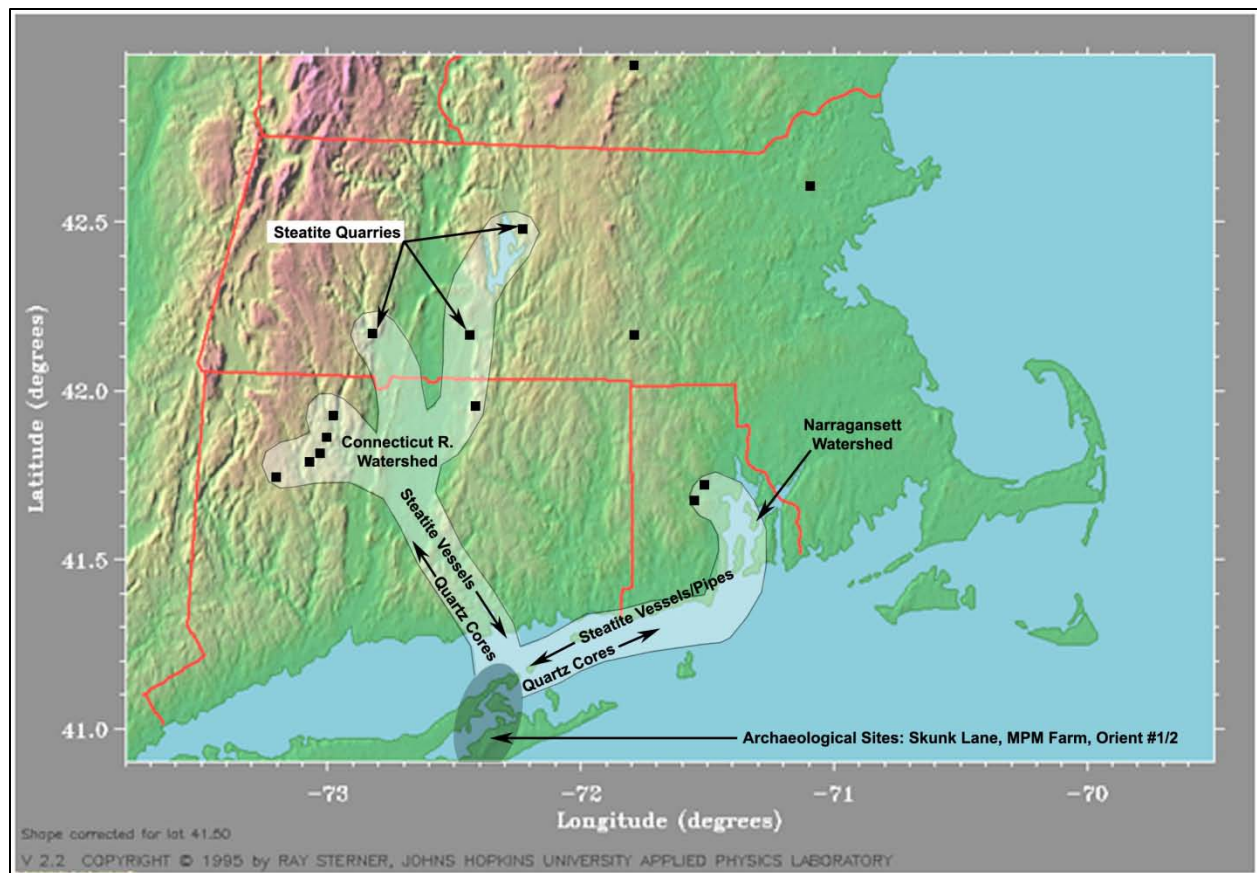 42.5
42.0
41.5
41.0
Latitude (degrees)
Steatite Quarries
Connecticut R.
Watershed
Narragansett
Watershed
Steatite Vessels
Quartz Cores
Steatite Vessels/Pipes
Quartz Cores
Archaeological Sites: Skunk Lane, MPM Farm, Orient #1/2
-73
-72
-71
-70
Longitude (degrees)
Shape corrected for lat 41.50
V 2.2 COPYRIGHT © 1995 by RAY STERNER, JOHNS HOPKINS UNIVERSITY APPLIED PHYSICS LABORATORY